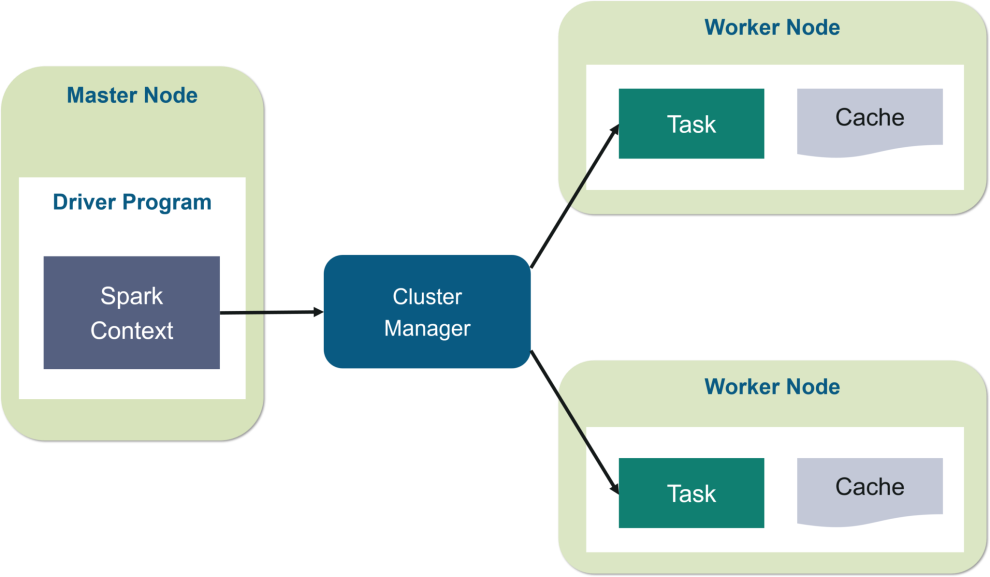 Master Node
Driver Program
Spark
Context
Cluster
Manager
Worker Node
Task
Cache
Worker Node
Task
Cache